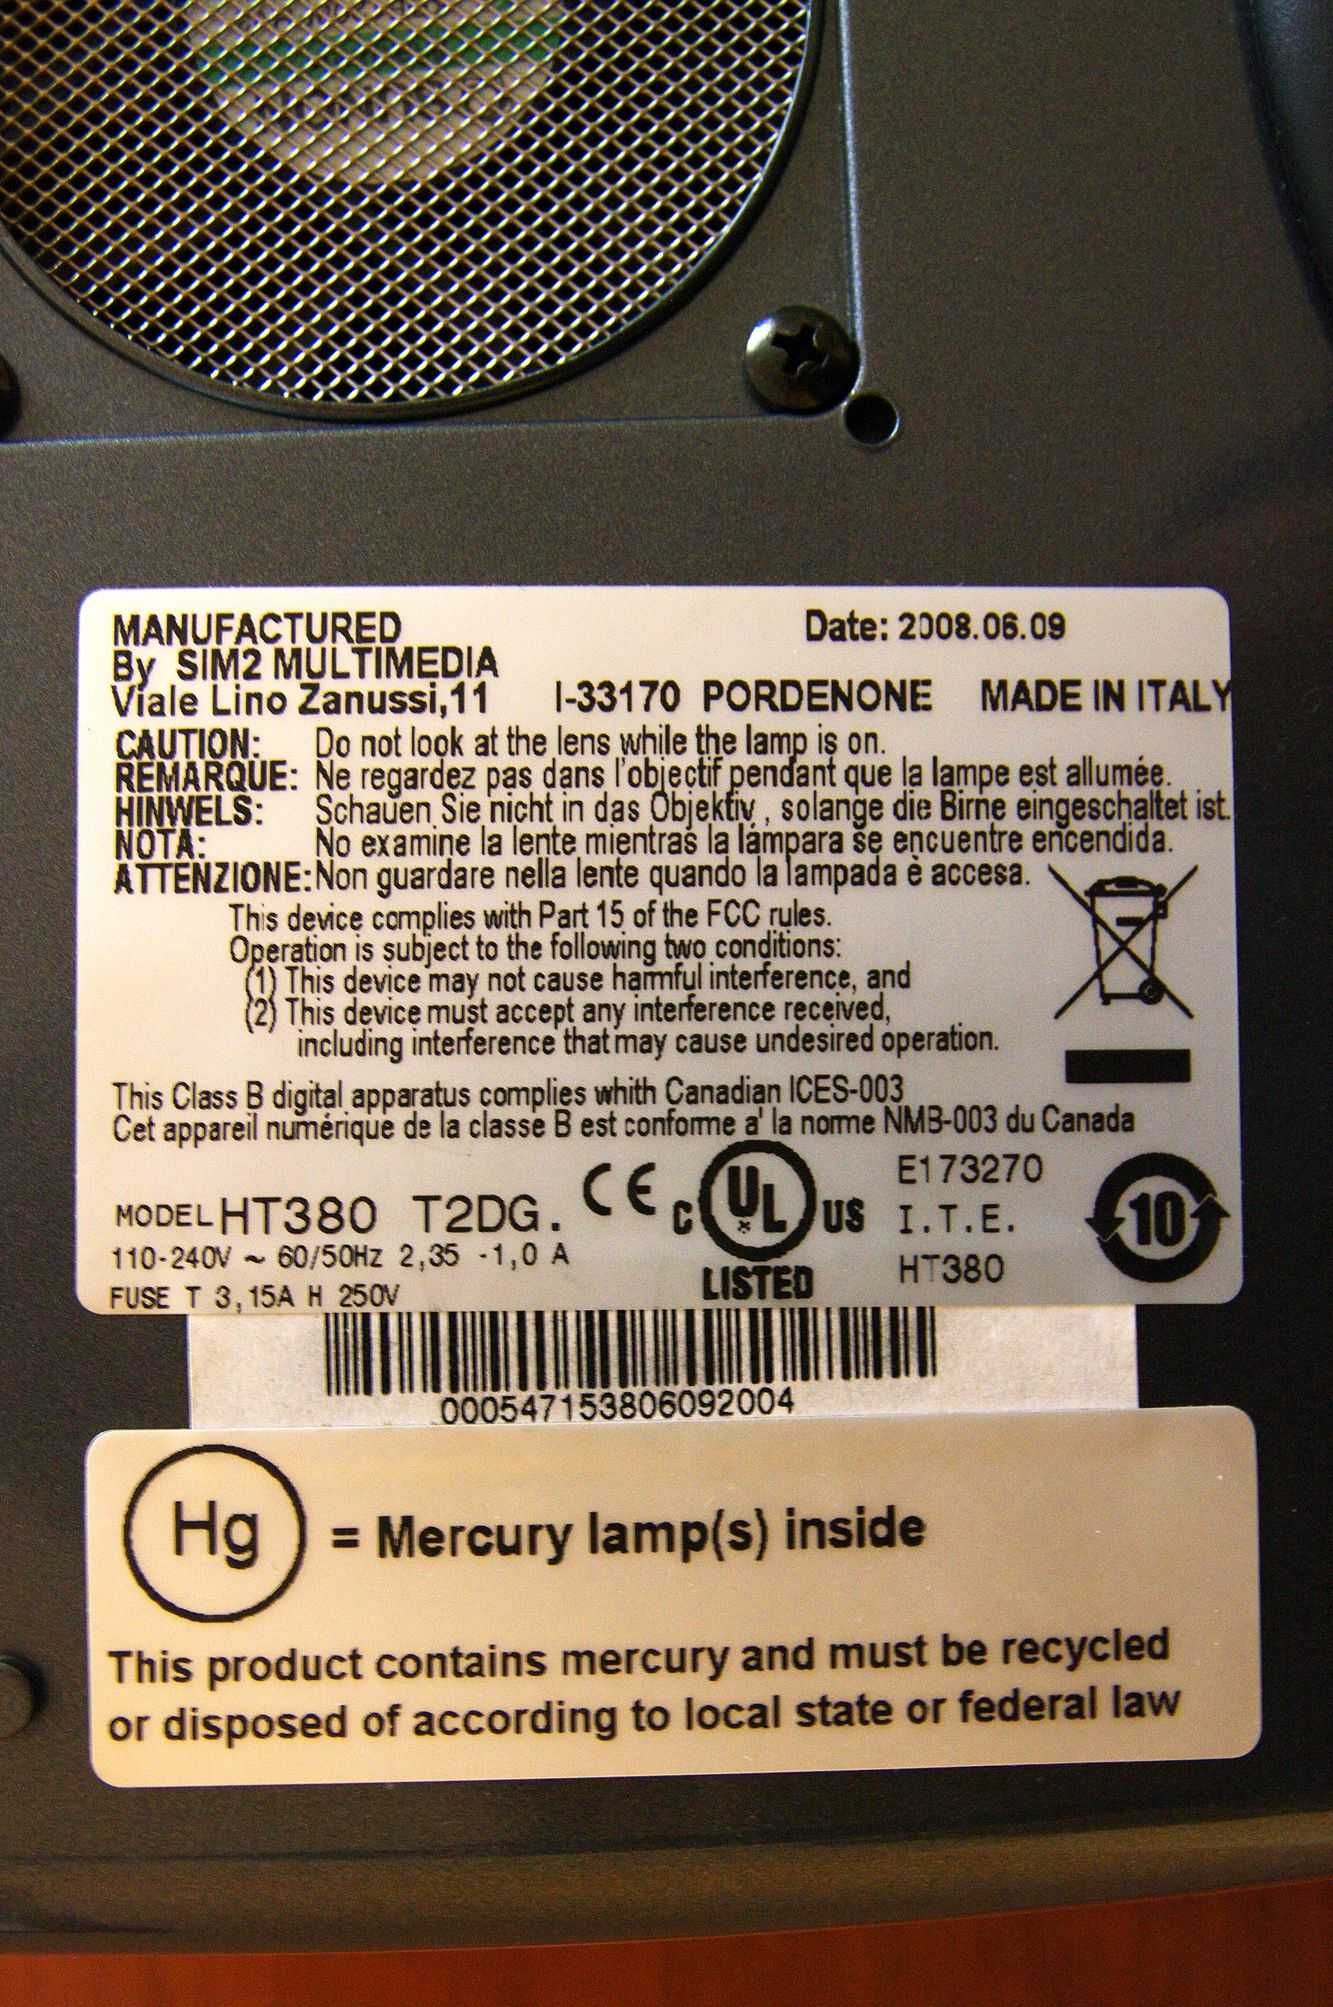 MANUFACTURED Date: 2008.06.09
By SIM2 MULTIMEDIA
Viale Lino Zanussi,11 I-33170 PORDENONE MADE IN ITALY
CAUTION: Do not look at the lens while the lamp is on.
REMARQUE: Ne regardez pas dans l'objectif pendant que la lampe est allumée.
HINWELS: Schauen Sie nicht in das Objektiv, solange die Birne eingeschaltet ist.
NOTA: No examine la lente mientras la lámpara se encuentre encendida.
ATTENZIONE: Non guardare nella lente quando la lampada è accesa.
This device complies with Part 15 of the FCC rules.
Operation is subject to the following two conditions:
(1) This device may not cause harmful interference, and
(2) This device must accept any interference received,
including interference that may cause undesired operation.
This Class B digital apparatus complies whith Canadian ICES-003
Cet appareil numérique de la classe B est conforme a' la norme NMB-003 du Canada
MODEL HT380 T2DG. CE C UL US E173270 10
I.T.E.
110-240V ~ 60/50Hz 2,35 -1,0 A
LISTED HT380
FUSE T 3,15A H 250V
000547153806092004
Hg = Mercury lamp(s) inside
This product contains mercury and must be recycled
or disposed of according to local state or federal law